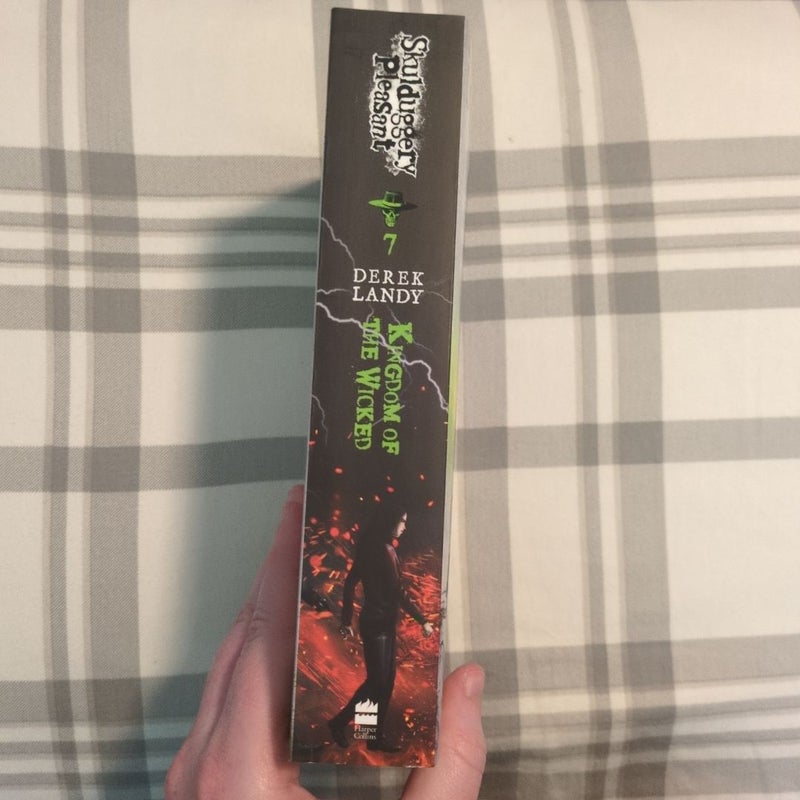 Skulduggery
Pleasant
7
DEREK
LANDY
KINGDOM OF
THE WICKED
Harper
Collins